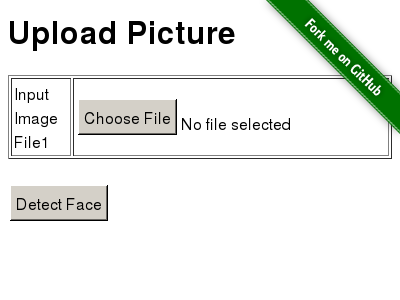 Upload Picture
Fork me on GitHub
Input
Image
File1
Choose File No file selected
Detect Face